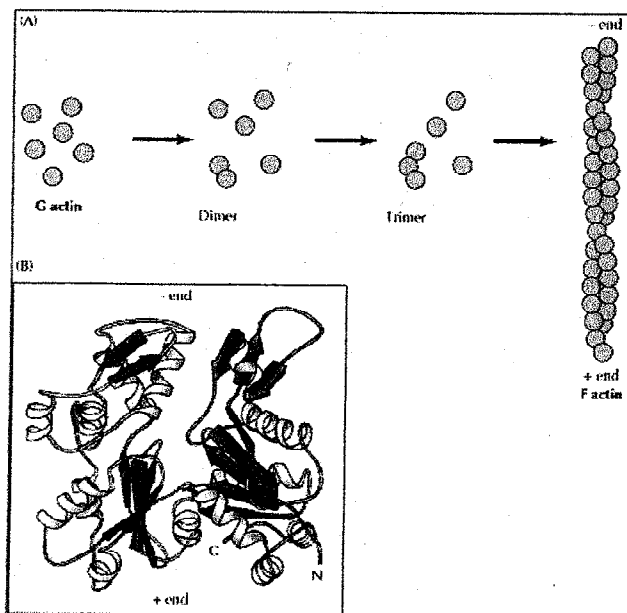 (A)
- end
G actin
Dimer
Trimer
+ end
F actin
(B)
- end
C
N
+ end